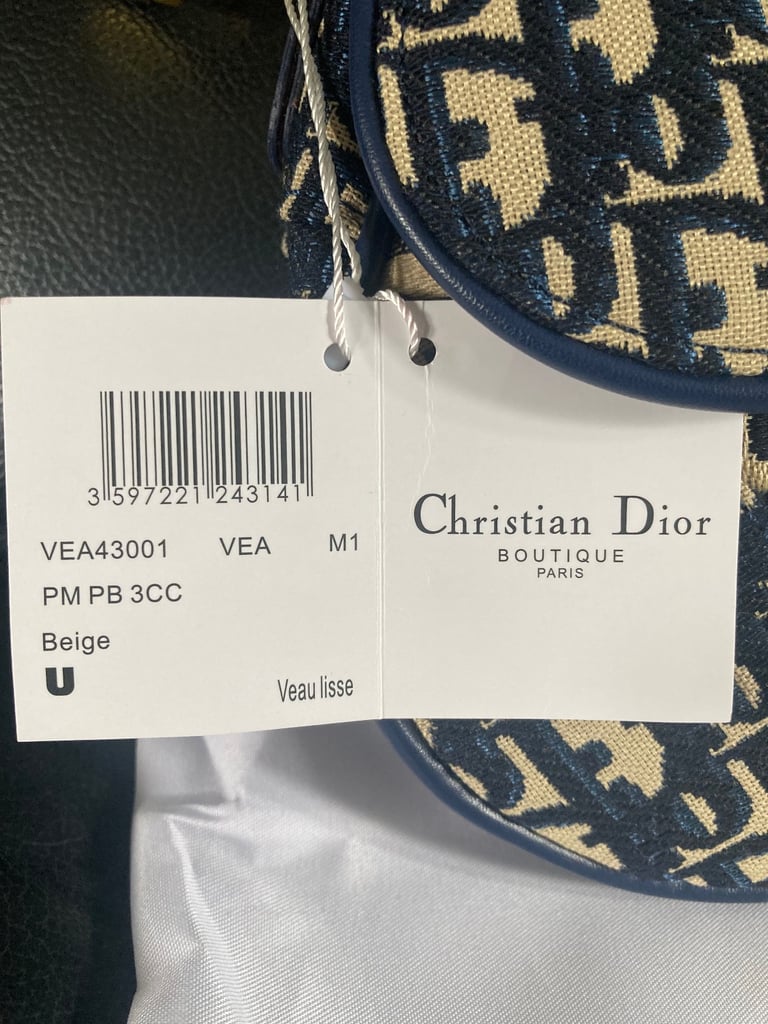 3 597221 243141
VEA43001 VEA M1
PM PB 3CC
Beige
U
Veau lisse
Christian Dior
BOUTIQUE
PARIS